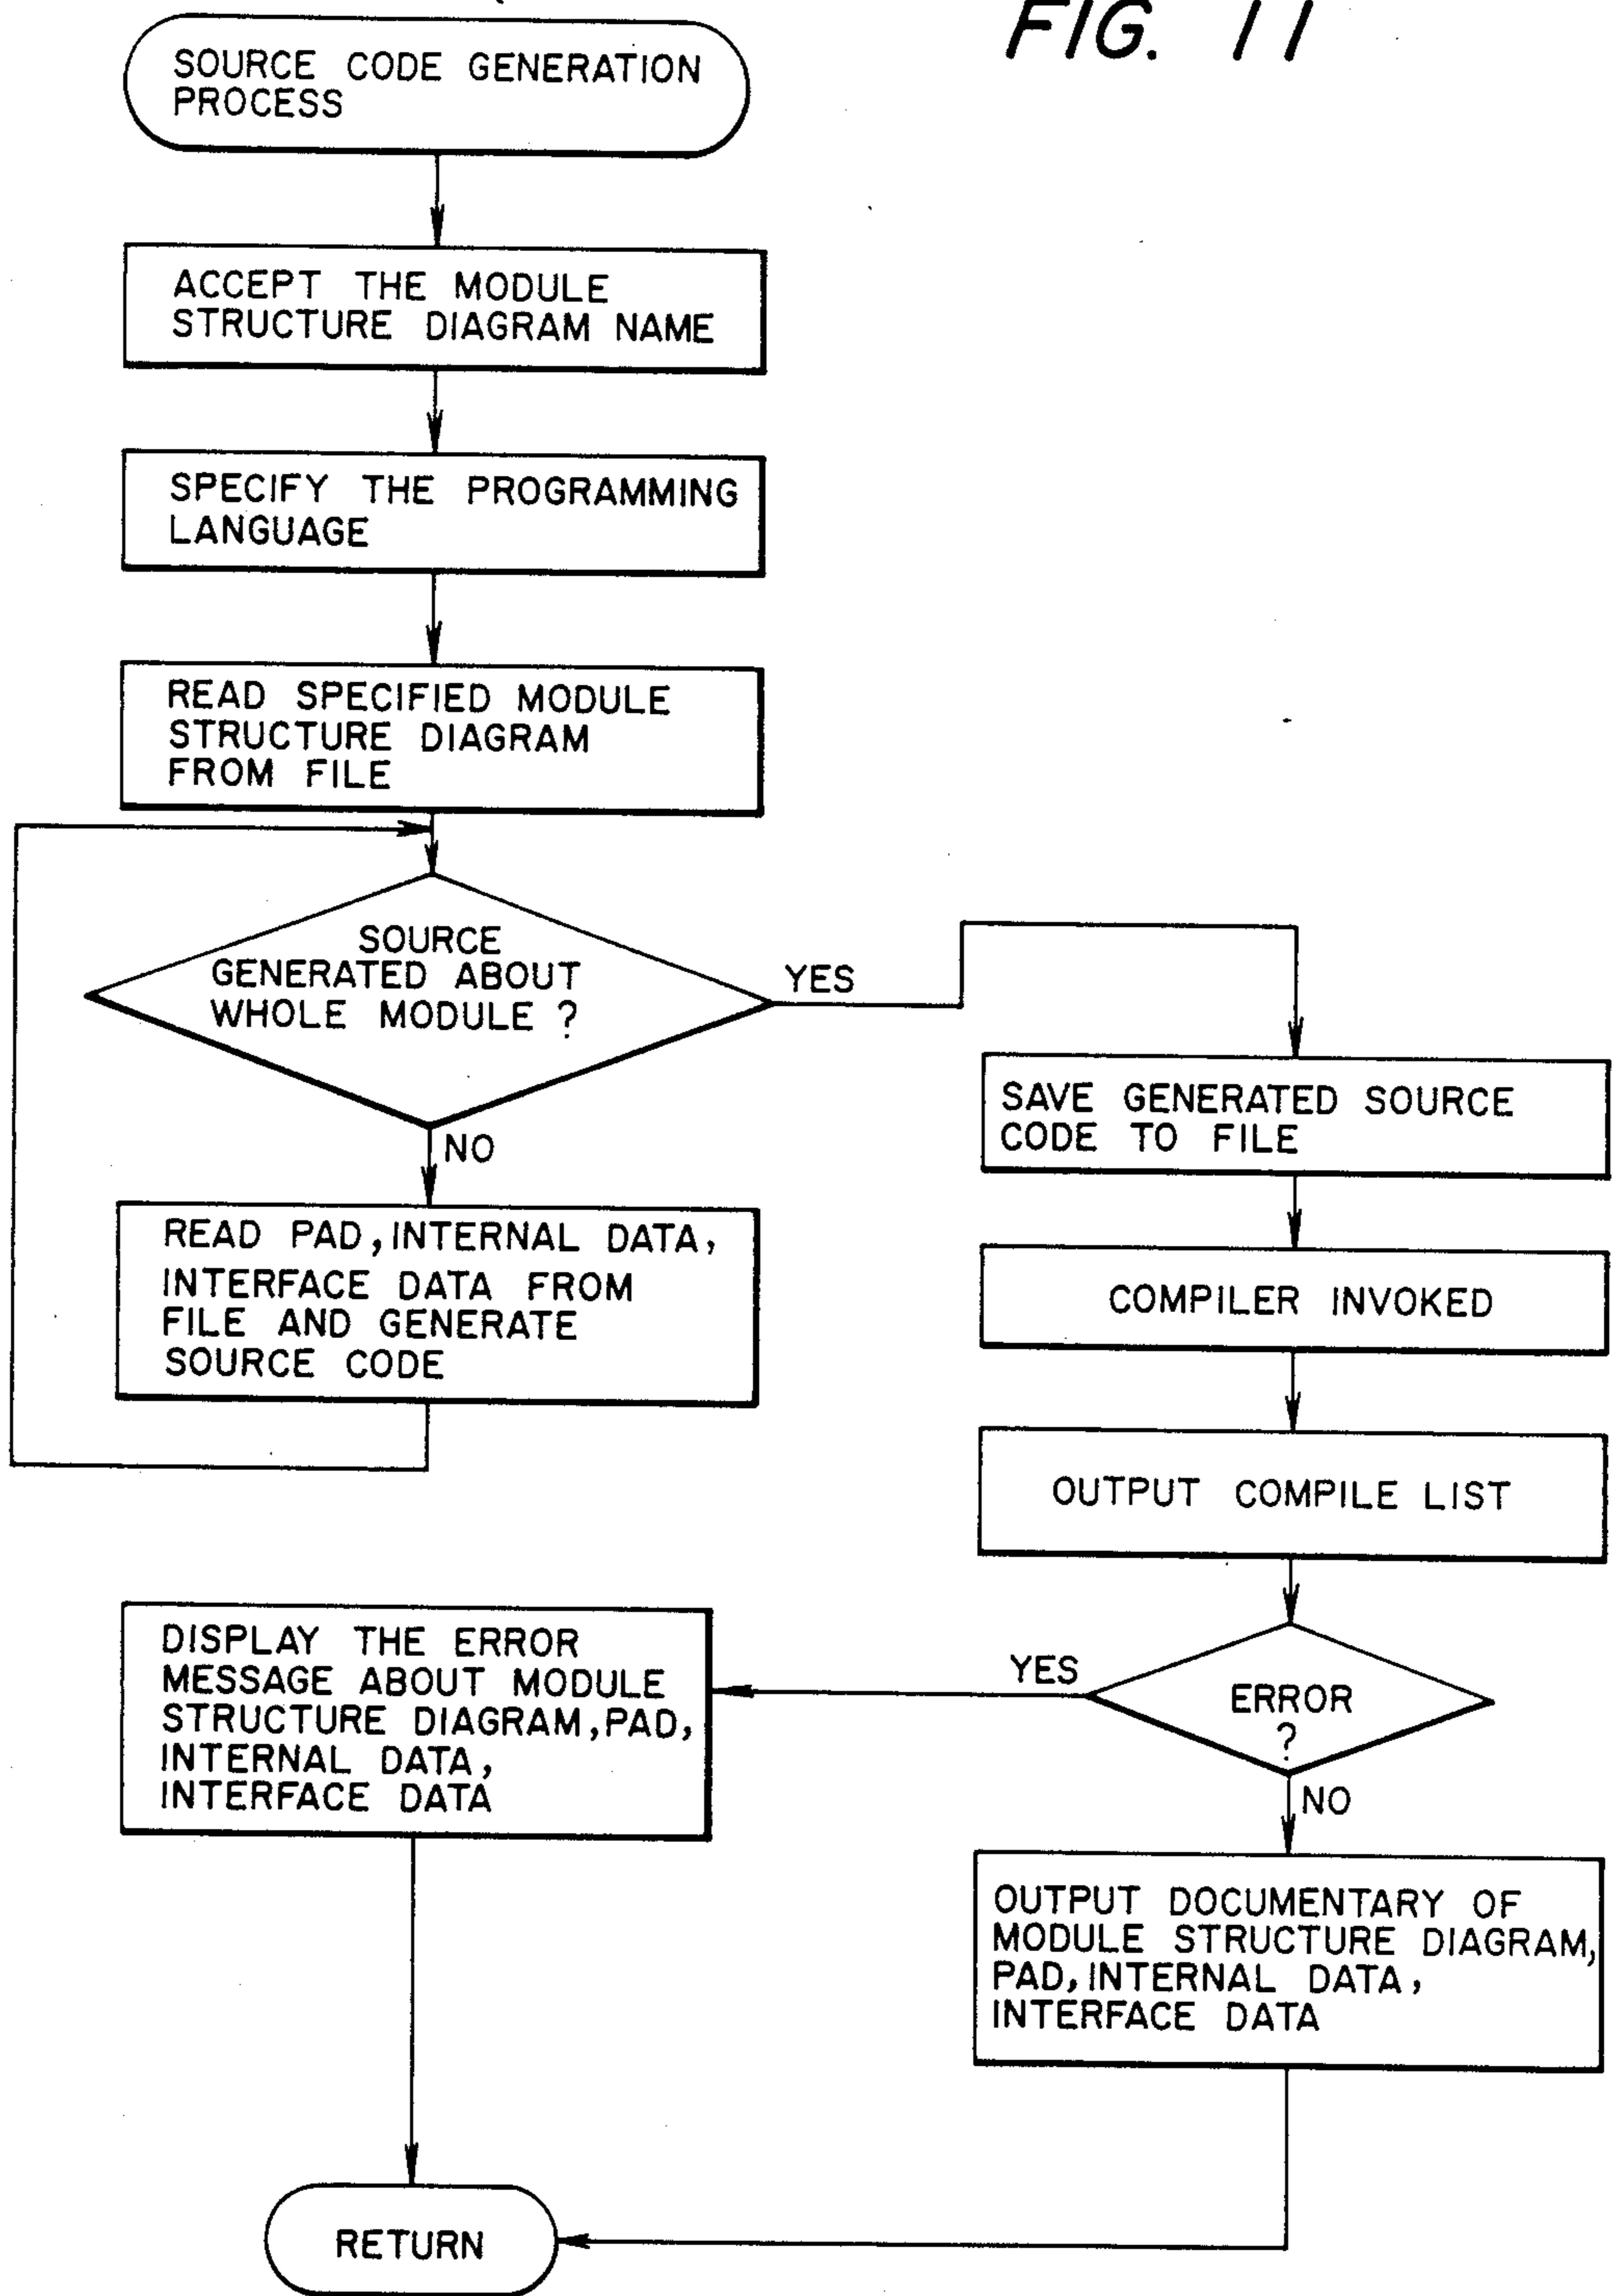 FIG. 11
SOURCE CODE GENERATION
PROCESS
ACCEPT THE MODULE
STRUCTURE DIAGRAM NAME
SPECIFY THE PROGRAMMING
LANGUAGE
READ SPECIFIED MODULE
STRUCTURE DIAGRAM
FROM FILE
SOURCE
GENERATED ABOUT
WHOLE MODULE ?
YES
NO
READ PAD, INTERNAL DATA,
INTERFACE DATA FROM
FILE AND GENERATE
SOURCE CODE
SAVE GENERATED SOURCE
CODE TO FILE
COMPILER INVOKED
OUTPUT COMPILE LIST
ERROR
?
YES
NO
DISPLAY THE ERROR
MESSAGE ABOUT MODULE
STRUCTURE DIAGRAM, PAD,
INTERNAL DATA,
INTERFACE DATA
OUTPUT DOCUMENTARY OF
MODULE STRUCTURE DIAGRAM,
PAD, INTERNAL DATA,
INTERFACE DATA
RETURN